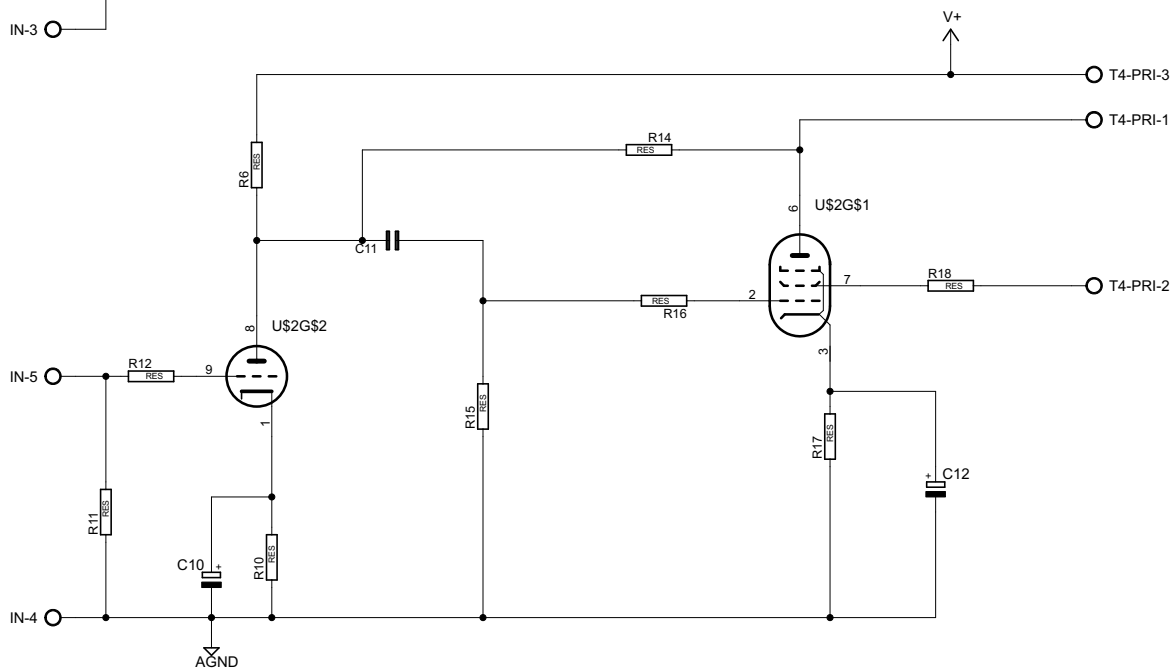 IN-3
V+
T4-PRI-3
T4-PRI-1
R14
RES
R6
RES
6
U$2G$1
C11
R18
RES
7
T4-PRI-2
2
RES
R16
8
U$2G$2
3
R12
RES
9
IN-5
R15
RES
1
R17
RES
+
C12
R11
RES
C10
+
R10
RES
IN-4
AGND